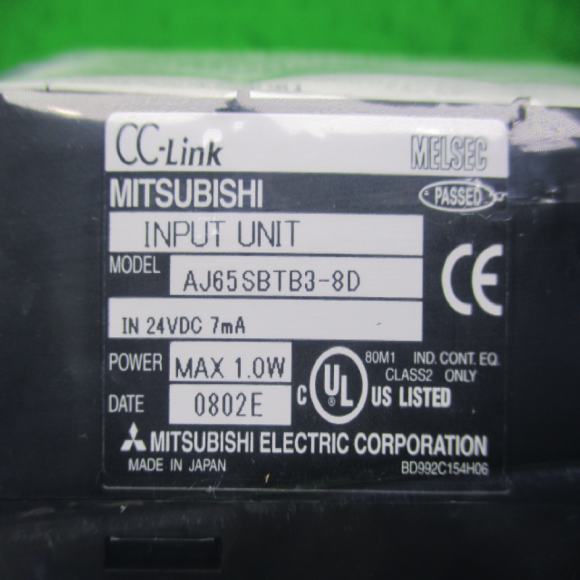 CC-Link MELSEC
MITSUBISHI PASSED
INPUT UNIT
MODEL AJ65SBTB3-8D
CE
IN 24VDC 7mA
POWER MAX 1.0W
80M1 IND. CONT. EQ.
CLASS2 ONLY
DATE 0802E
C UL US LISTED
MITSUBISHI ELECTRIC CORPORATION
MADE IN JAPAN BD992C154H06